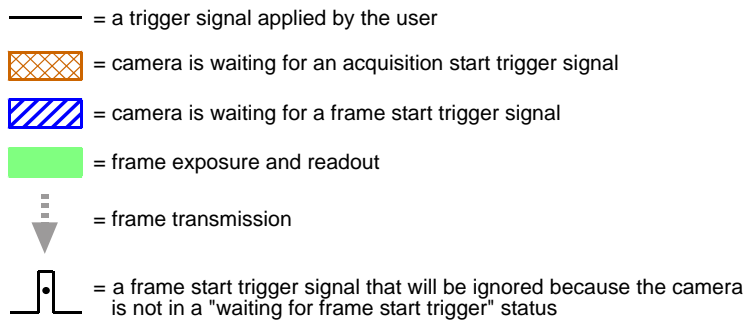 = a trigger signal applied by the user
= camera is waiting for an acquisition start trigger signal
= camera is waiting for a frame start trigger signal
= frame exposure and readout
= frame transmission
= a frame start trigger signal that will be ignored because the camera
is not in a "waiting for frame start trigger" status